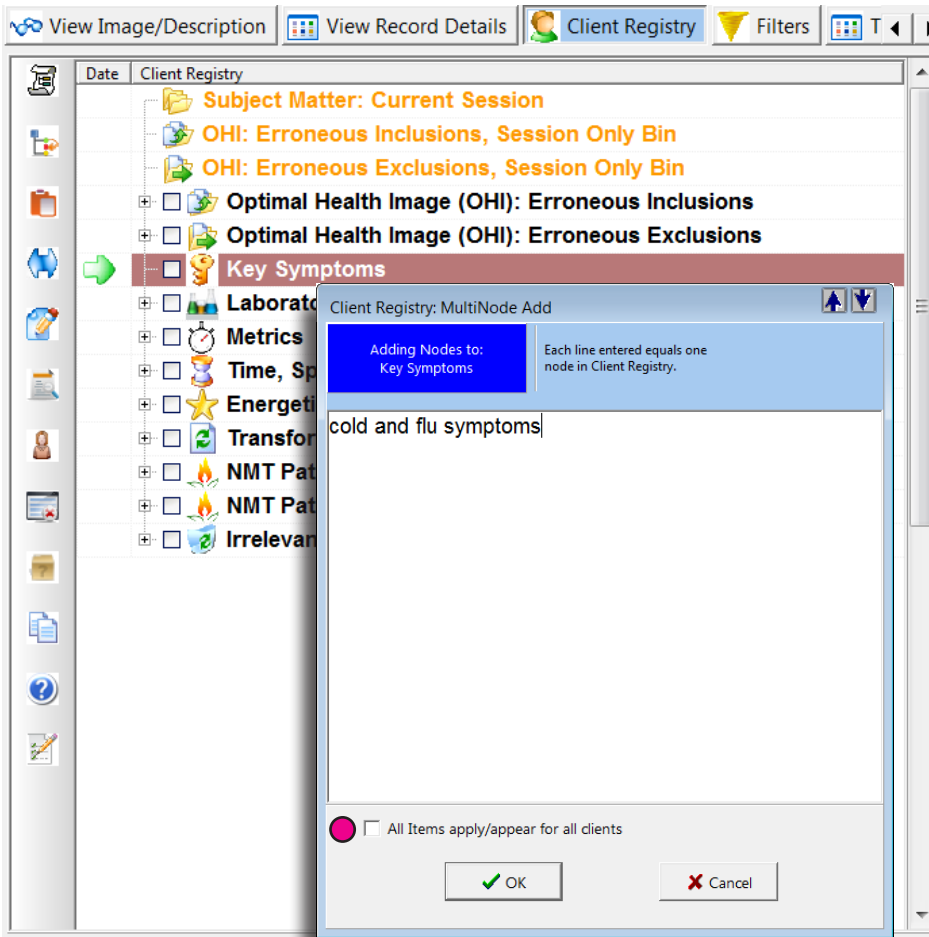 View Image/Description View Record Details Client Registry Filters T
Date Client Registry
Subject Matter: Current Session
OHI: Erroneous Inclusions, Session Only Bin
OHI: Erroneous Exclusions, Session Only Bin
Optimal Health Image (OHI): Erroneous Inclusions
Optimal Health Image (OHI): Erroneous Exclusions
Key Symptoms
Laborato
Metrics
Time, Sp
Energeti
Transfor
NMT Pat
NMT Pat
Irrelevan
Client Registry: MultiNode Add
Adding Nodes to:
Key Symptoms
Each line entered equals one
node in Client Registry.
cold and flu symptoms
All Items apply/appear for all clients
OK Cancel